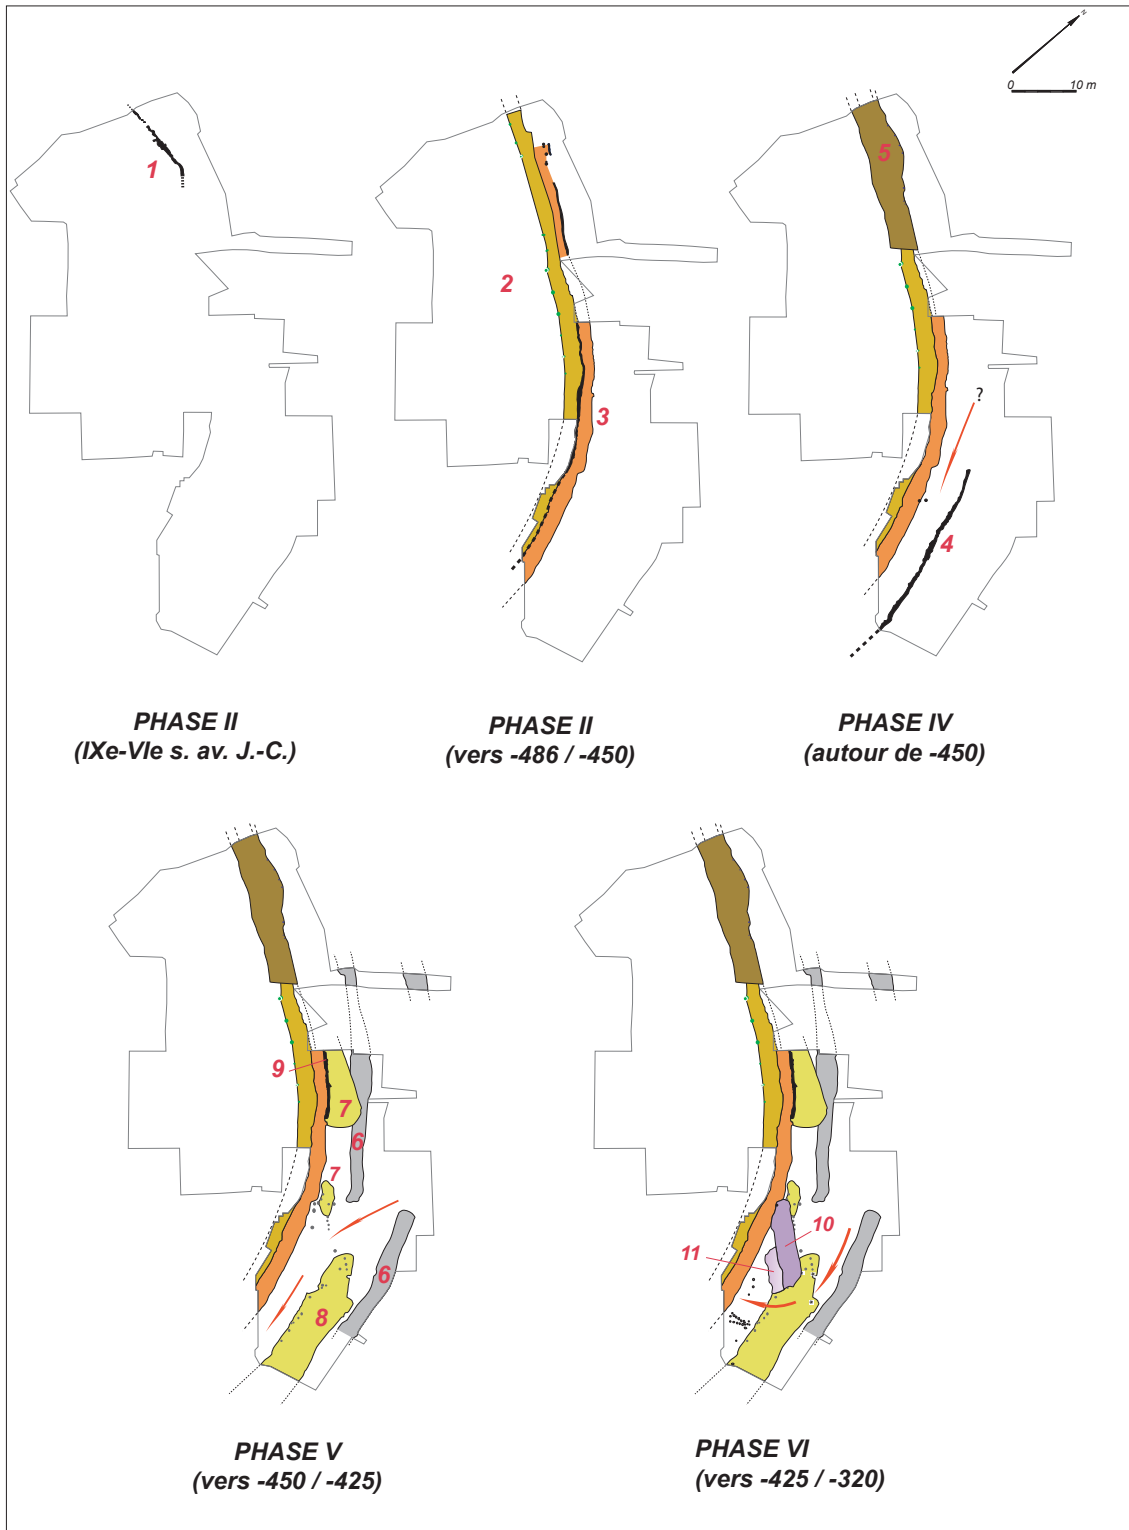 N
0 10 m
1
2
3
5
?
4
PHASE II
(IXe-VIe s. av. J.-C.)
PHASE II
(vers -486 / -450)
PHASE IV
(autour de -450)
9
7
6
7
6
8
10
11
PHASE V
(vers -450 / -425)
PHASE VI
(vers -425 / -320)